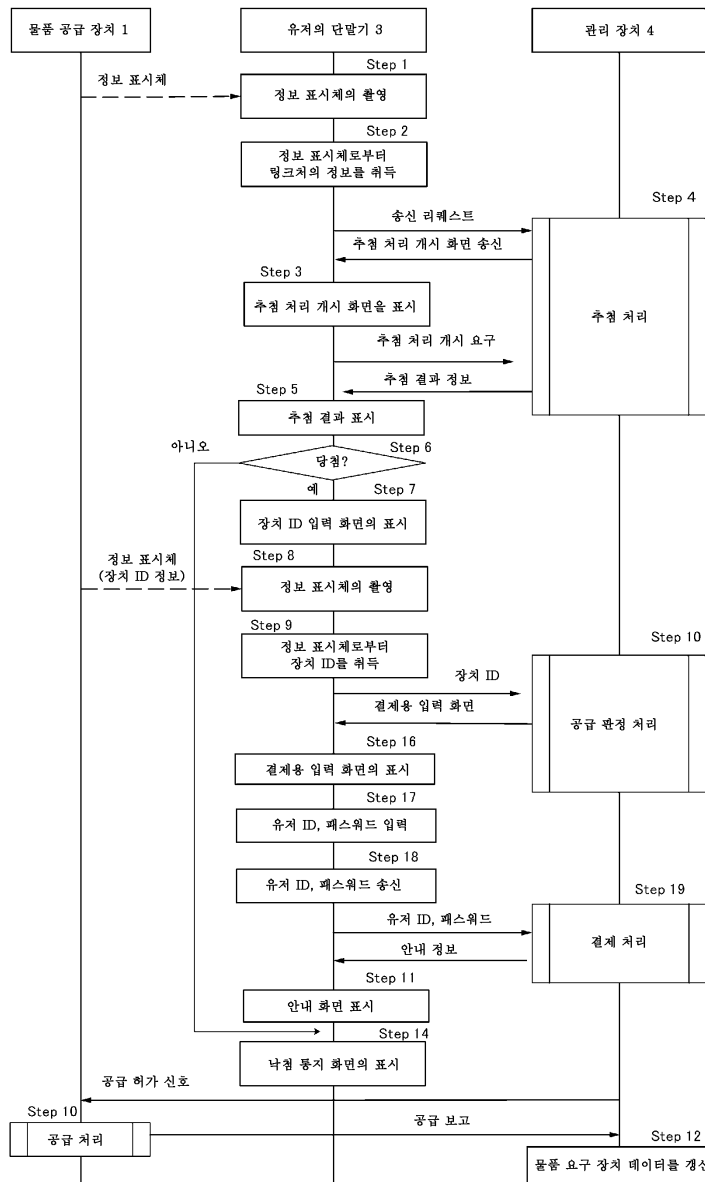 물품 공급 장치 1
유저의 단말기 3
관리 장치 4
Step 1
정보 표시체
정보 표시체의 촬영
Step 2
정보 표시체로부터
링크처의 정보를 취득
Step 4
송신 리퀘스트
추첨 처리 개시 화면 송신
Step 3
추첨 처리 개시 화면을 표시
추첨 처리
추첨 처리 개시 요구
추첨 결과 정보
Step 5
추첨 결과 표시
아니오
Step 6
당첨?
예
Step 7
장치 ID 입력 화면의 표시
정보 표시체
(장치 ID 정보)
Step 8
정보 표시체의 촬영
Step 9
정보 표시체로부터
장치 ID를 취득
Step 10
장치 ID
결제용 입력 화면
공급 판정 처리
Step 16
결제용 입력 화면의 표시
Step 17
유저 ID, 패스워드 입력
Step 18
유저 ID, 패스워드 송신
Step 19
유저 ID, 패스워드
결제 처리
안내 정보
Step 11
안내 화면 표시
Step 14
낙첨 통지 화면의 표시
공급 허가 신호
Step 10
공급 처리
공급 보고
Step 12
물품 요구 장치 데이터를 갱신